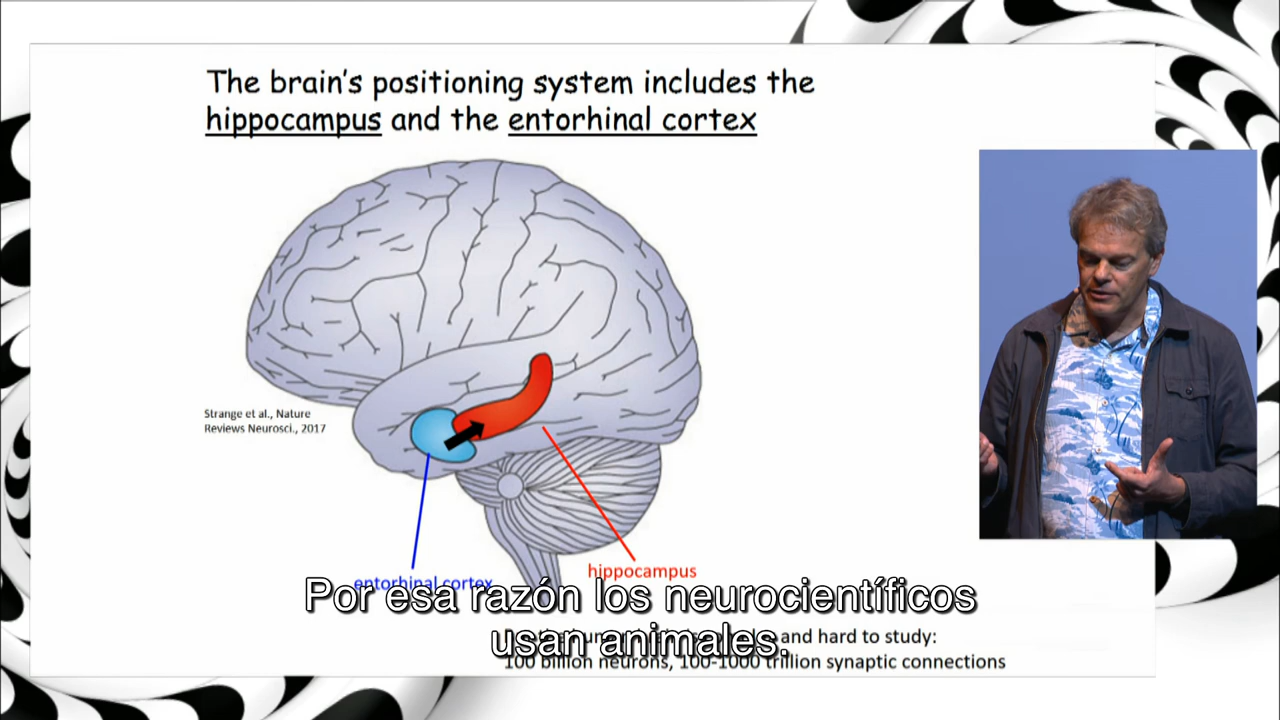 The brain's positioning system includes the
hippocampus and the entorhinal cortex
Strange et al., Nature
Reviews Neurosci., 2017
entorhinal cortex
hippocampus
Por esa razón los neurocientíficos
usan animales.
and hard to study:
100 billion neurons, 100-1000 trillion synaptic connections